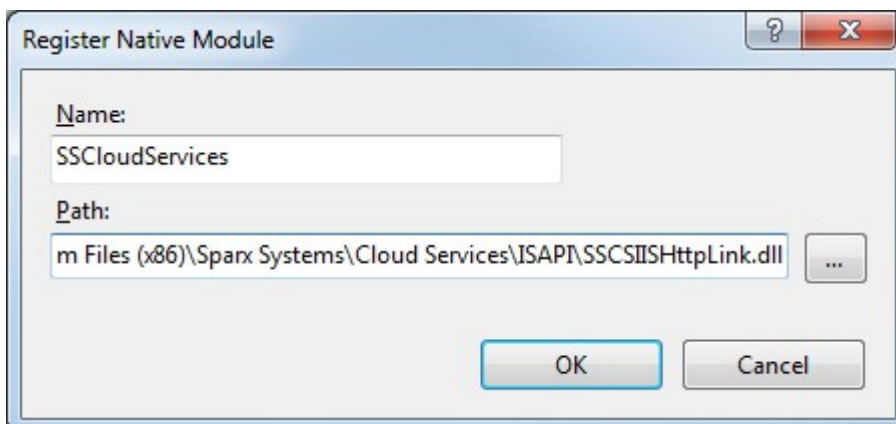 Register Native Module
?
Name:
SSCloudServices
Path:
m Files (x86)\Sparx Systems\Cloud Services\ISAPI\SSCSIISHttpLink.dll
...
OK
Cancel